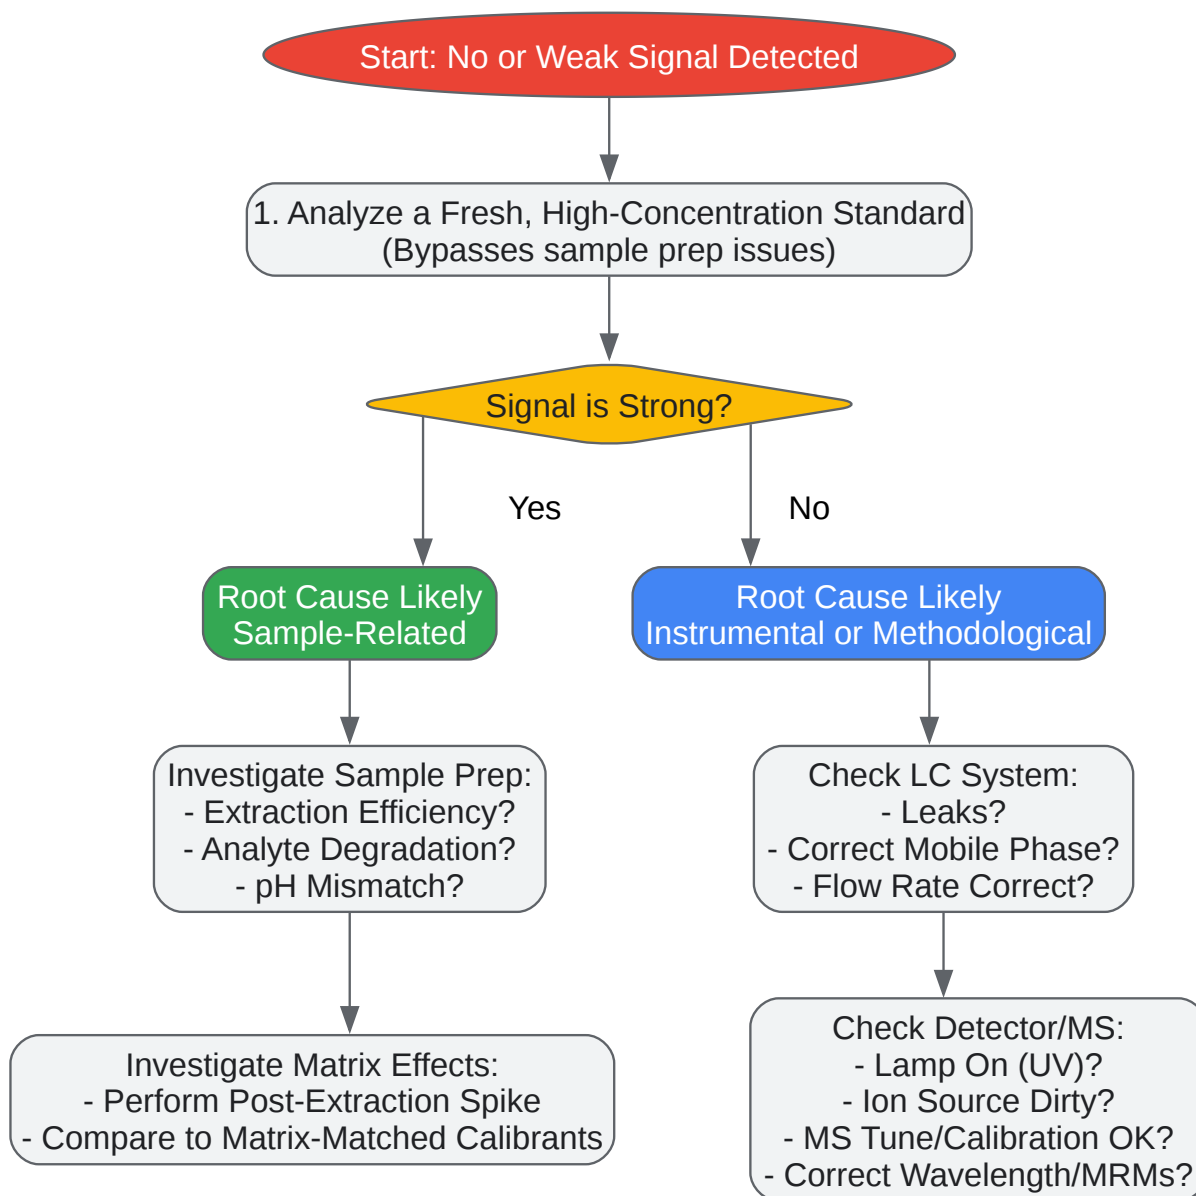 Start: No or Weak Signal Detected
1. Analyze a Fresh, High-Concentration Standard
(Bypasses sample prep issues)
Signal is Strong?
Yes
No
Root Cause Likely
Sample-Related
Root Cause Likely
Instrumental or Methodological
Investigate Sample Prep:
- Extraction Efficiency?
- Analyte Degradation?
- pH Mismatch?
Check LC System:
- Leaks?
- Correct Mobile Phase?
- Flow Rate Correct?
Investigate Matrix Effects:
- Perform Post-Extraction Spike
- Compare to Matrix-Matched Calibrants
Check Detector/MS:
- Lamp On (UV)?
- Ion Source Dirty?
- MS Tune/Calibration OK?
- Correct Wavelength/MRMs?